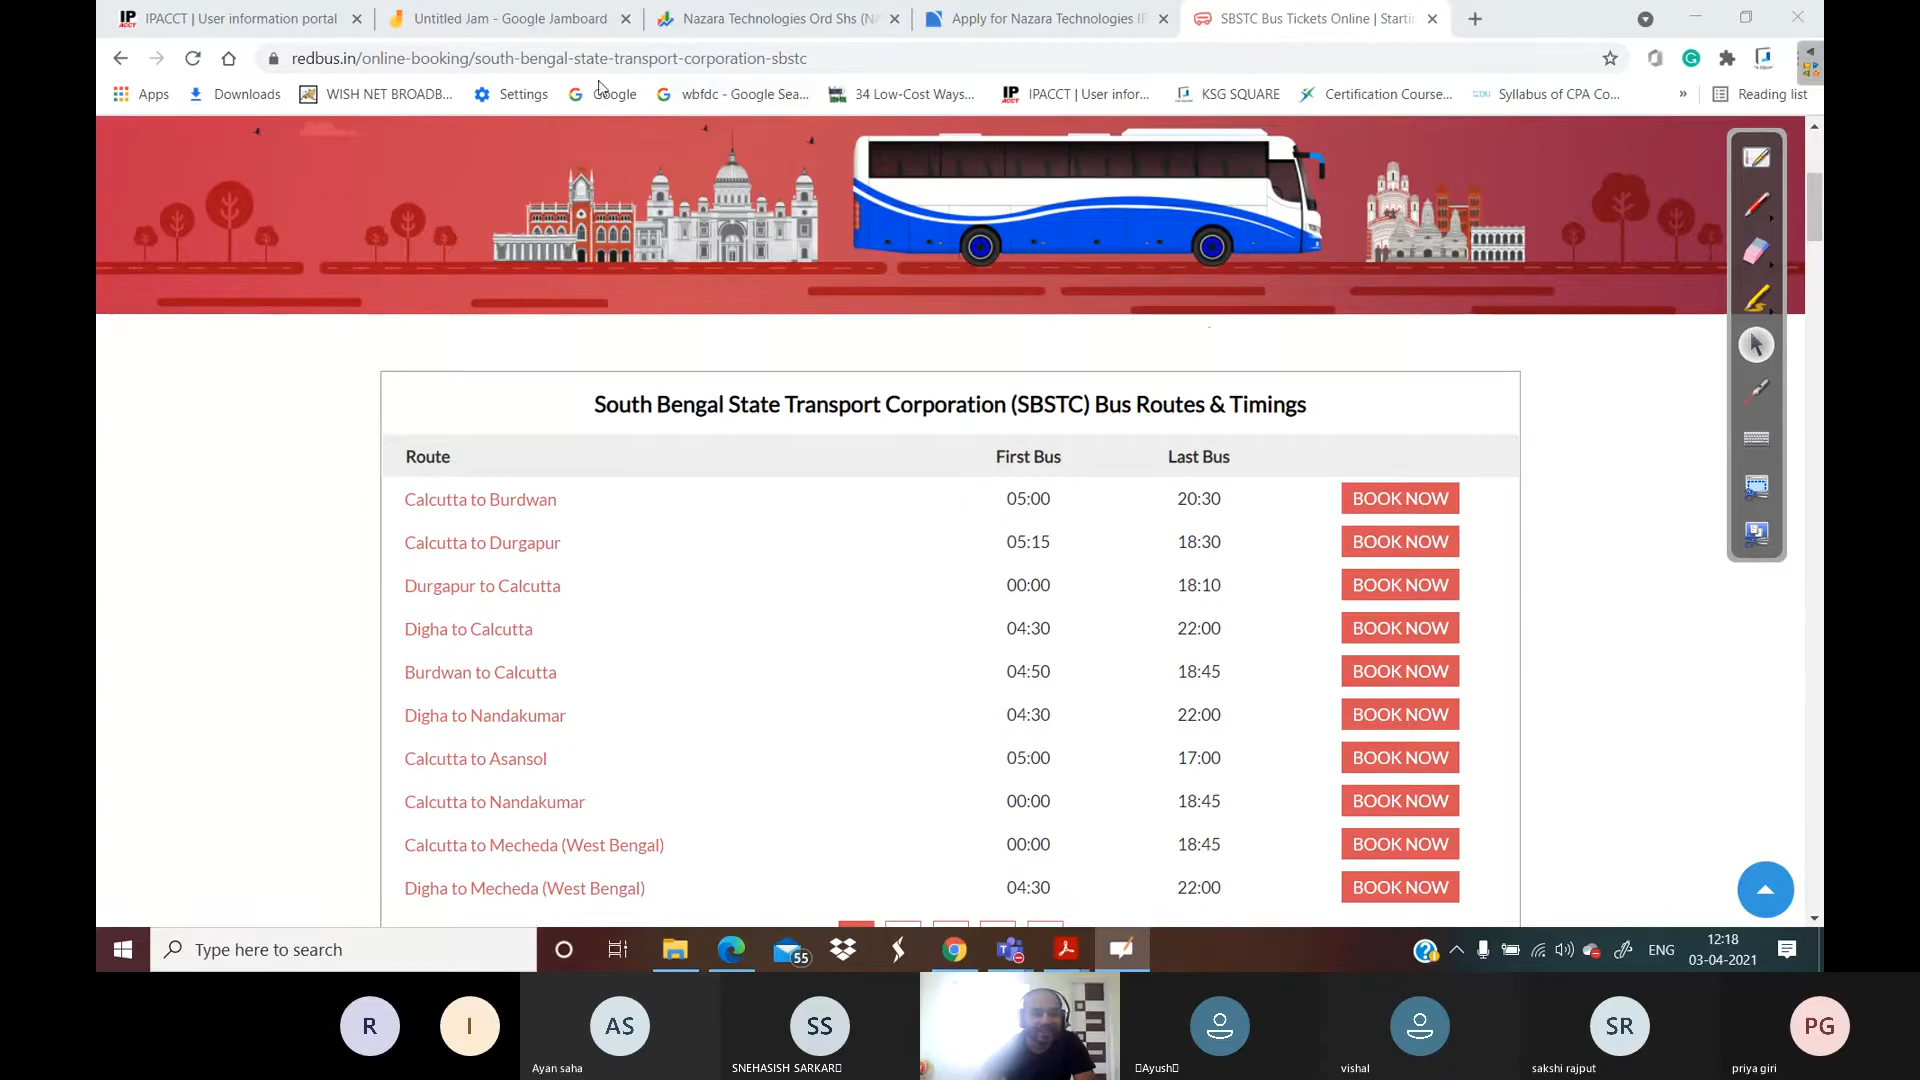 IPACCT | User information portal
Untitled Jam - Google Jamboard
Nazara Technologies Ord Shs (NA
Apply for Nazara Technologies IF
SBSTC Bus Tickets Online | Starti
redbus.in/online-booking/south-bengal-state-transport-corporation-sbstc
Apps
Downloads
WISH NET BROADB...
Settings
Google
wbfdc - Google Sea...
34 Low-Cost Ways...
IPACCT | User infor...
KSG SQUARE
Certification Course...
Syllabus of CPA Co...
»
Reading list
South Bengal State Transport Corporation (SBSTC) Bus Routes & Timings
Route First Bus Last Bus
Calcutta to Burdwan 05:00 20:30 BOOK NOW
Calcutta to Durgapur 05:15 18:30 BOOK NOW
Durgapur to Calcutta 00:00 18:10 BOOK NOW
Digha to Calcutta 04:30 22:00 BOOK NOW
Burdwan to Calcutta 04:50 18:45 BOOK NOW
Digha to Nandakumar 04:30 22:00 BOOK NOW
Calcutta to Asansol 05:00 17:00 BOOK NOW
Calcutta to Nandakumar 00:00 18:45 BOOK NOW
Calcutta to Mecheda (West Bengal) 00:00 18:45 BOOK NOW
Digha to Mecheda (West Bengal) 04:30 22:00 BOOK NOW
Type here to search
55
ENG
12:18
03-04-2021
R
I
AS
SS
SR
PG
Ayan saha
SNEHASISH SARKAR
Ayush
vishal
sakshi rajput
priya giri